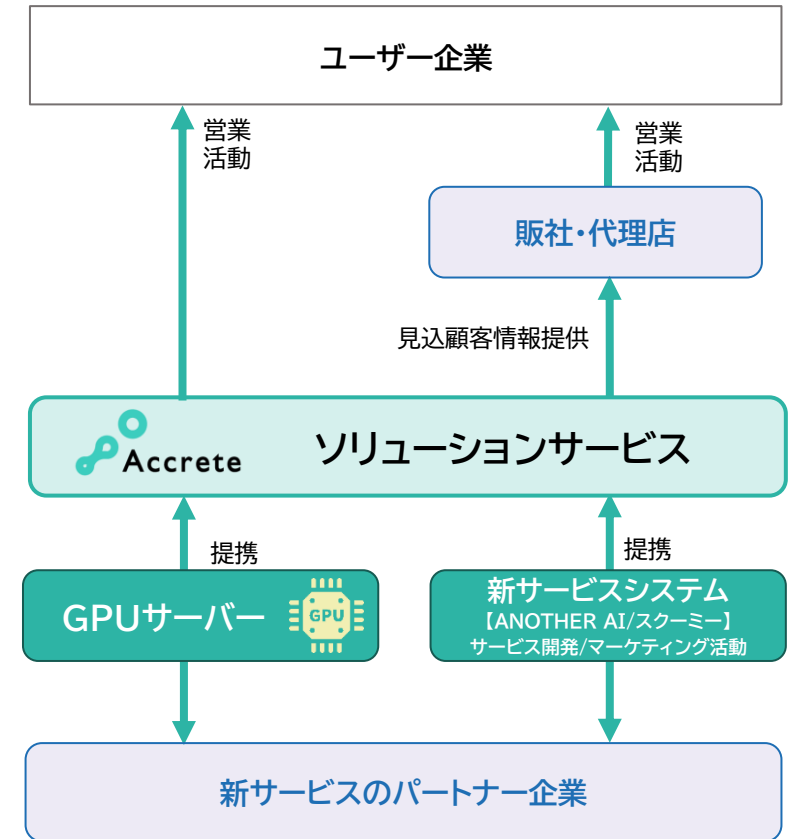 ユーザー企業
営業
活動
営業
活動
販社・代理店
見込顧客情報提供
Accrete
ソリューションサービス
提携
提携
GPUサーバー
GPU
新サービスシステム
【ANOTHER AI/スクーミー】
サービス開発/マーケティング活動
新サービスのパートナー企業